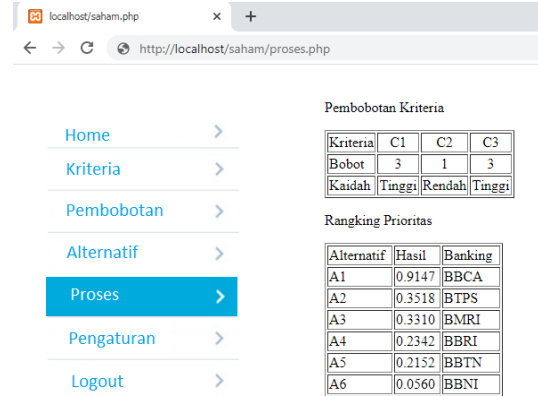 localhost/saham.php
http://localhost/saham/proses.php
Home
Kriteria
Pembobotan
Alternatif
Proses
Pengaturan
Logout
Pembobotan Kriteria
Kriteria C1 C2 C3
Bobot 3 1 3
Kaidah Tinggi Rendah Tinggi
Rangking Prioritas
Alternatif Hasil Banking
A1 0.9147 BBCA
A2 0.3518 BTPS
A3 0.3310 BMRI
A4 0.2342 BBRI
A5 0.2152 BBTN
A6 0.0560 BBNI